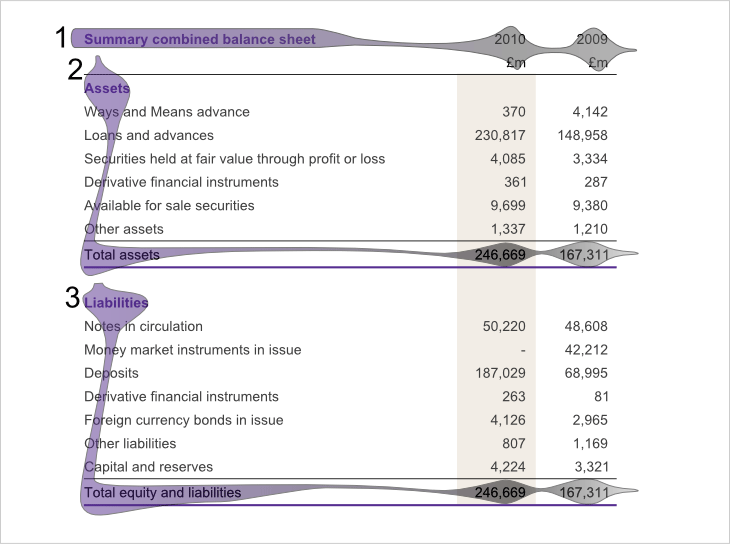 1 Summary combined balance sheet 2010 2009
2 £m £m
Assets
Ways and Means advance 370 4,142
Loans and advances 230,817 148,958
Securities held at fair value through profit or loss 4,085 3,334
Derivative financial instruments 361 287
Available for sale securities 9,699 9,380
Other assets 1,337 1,210
Total assets 246,669 167,311
3 Liabilities
Notes in circulation 50,220 48,608
Money market instruments in issue - 42,212
Deposits 187,029 68,995
Derivative financial instruments 263 81
Foreign currency bonds in issue 4,126 2,965
Other liabilities 807 1,169
Capital and reserves 4,224 3,321
Total equity and liabilities 246,669 167,311